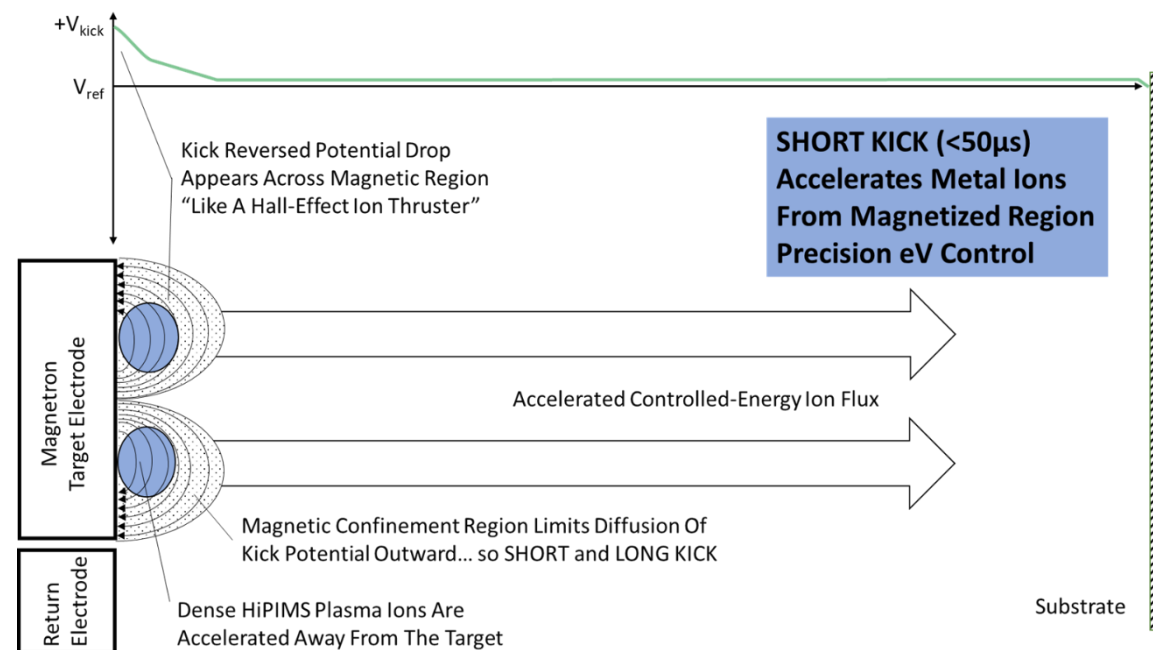 +Vkick
Vref
Kick Reversed Potential Drop
Appears Across Magnetic Region
“Like A Hall-Effect Ion Thruster”
SHORT KICK (<50µs)
Accelerates Metal Ions
From Magnetized Region
Precision eV Control
Magnetron
Target Electrode
Accelerated Controlled-Energy Ion Flux
Magnetic Confinement Region Limits Diffusion Of
Kick Potential Outward... so SHORT and LONG KICK
Return
Electrode
Dense HiPIMS Plasma Ions Are
Accelerated Away From The Target
Substrate